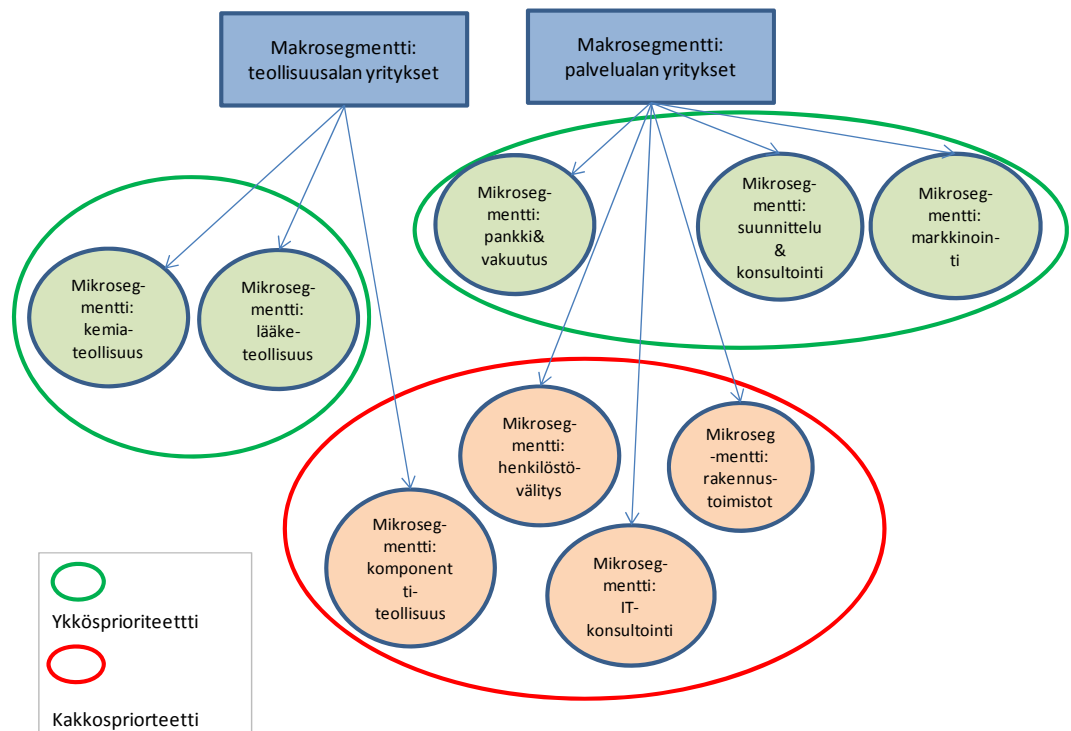 Makrosegmentti:
teollisuusalan yritykset
Makrosegmentti:
palvelualan yritykset
Mikroseg-
mentti:
pankki&
vakuutus
Mikroseg-
mentti:
suunnittelu
&
konsultointi
Mikroseg-
mentti:
markkinoin-
ti
Mikroseg-
mentti:
kemia-
teollisuus
Mikroseg-
mentti:
lääke-
teollisuus
Mikroseg-
mentti:
henkilöstö-
välitys
Mikroseg
-mentti:
rakennus-
toimistot
Mikroseg-
mentti:
komponent
ti-
teollisuus
Mikroseg-
mentti:
IT-
konsultointi
Ykkösprioriteettti
Kakkospriorteetti